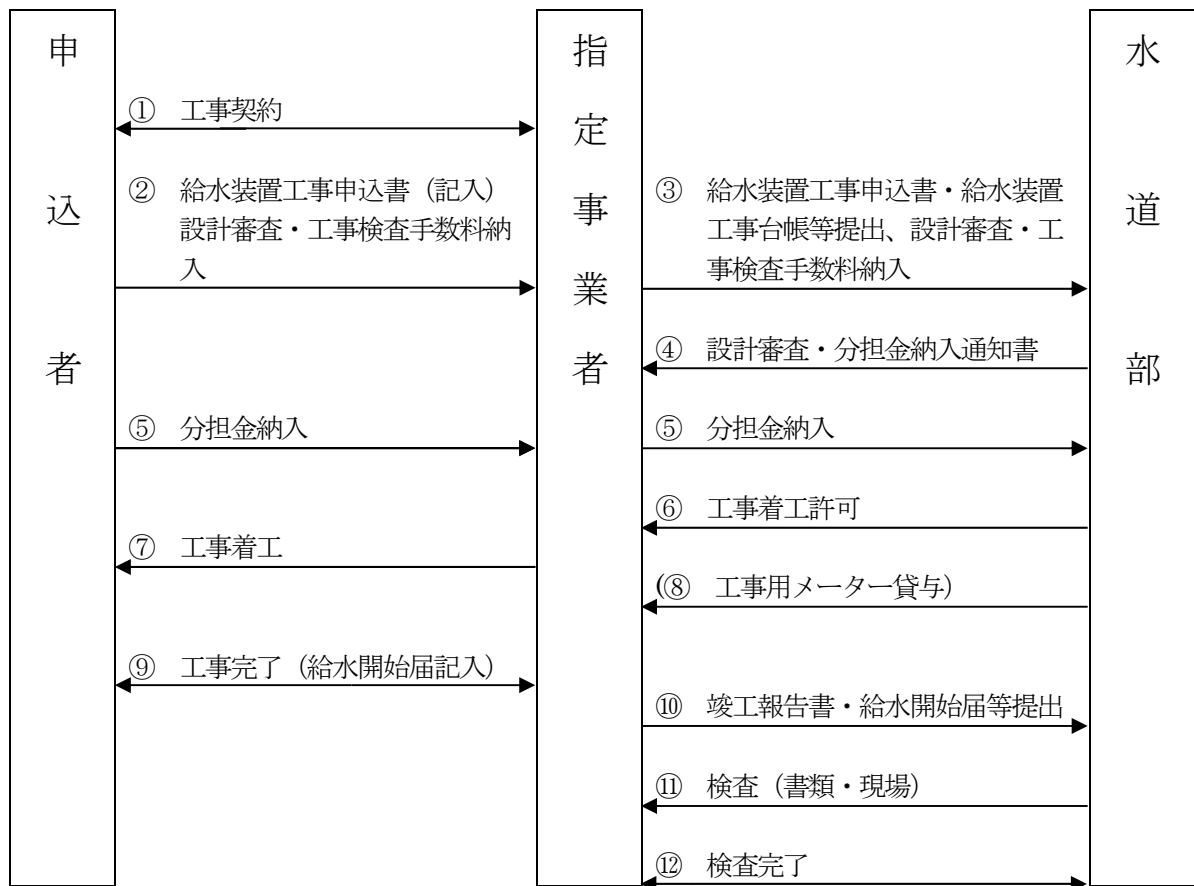 申込者
指定事業者
水道部
① 工事契約
② 給水装置工事申込書（記入）
設計審査・工事検査手数料納
入
③ 給水装置工事申込書・給水装置
工事台帳等提出、設計審査・工
事検査手数料納入
④ 設計審査・分担金納入通知書
⑤ 分担金納入
⑤ 分担金納入
⑥ 工事着工許可
⑦ 工事着工
(⑧ 工事用メーター貸与)
⑨ 工事完了（給水開始届記入）
⑩ 竣工報告書・給水開始届等提出
⑪ 検査（書類・現場）
⑫ 検査完了